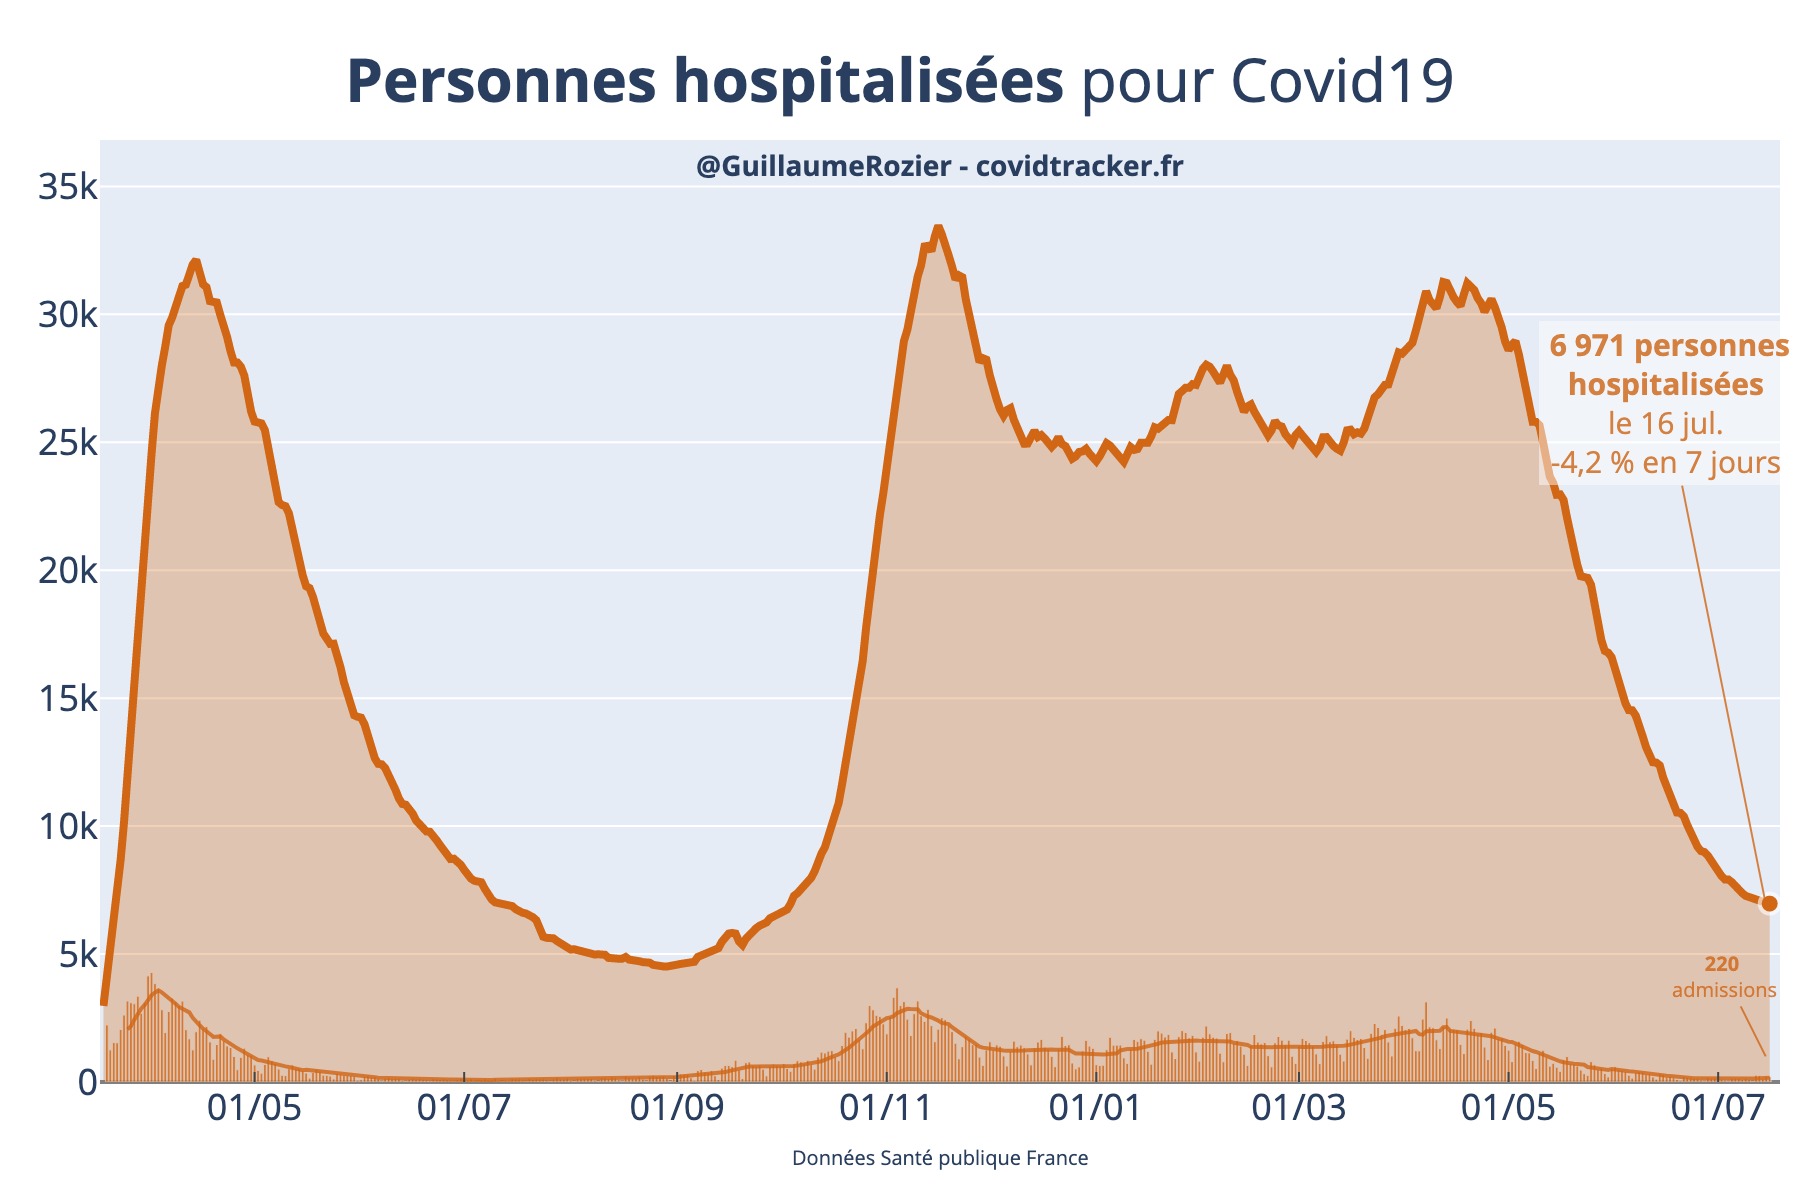 Personnes hospitalisées pour Covid19
@GuillaumeRozier - covidtracker.fr
35k
30k
25k
20k
15k
10k
5k
0
6 971 personnes
hospitalisées
le 16 jul.
-4,2 % en 7 jours
220
admissions
01/05
01/07
01/09
01/11
01/01
01/03
01/05
01/07
Données Santé publique France